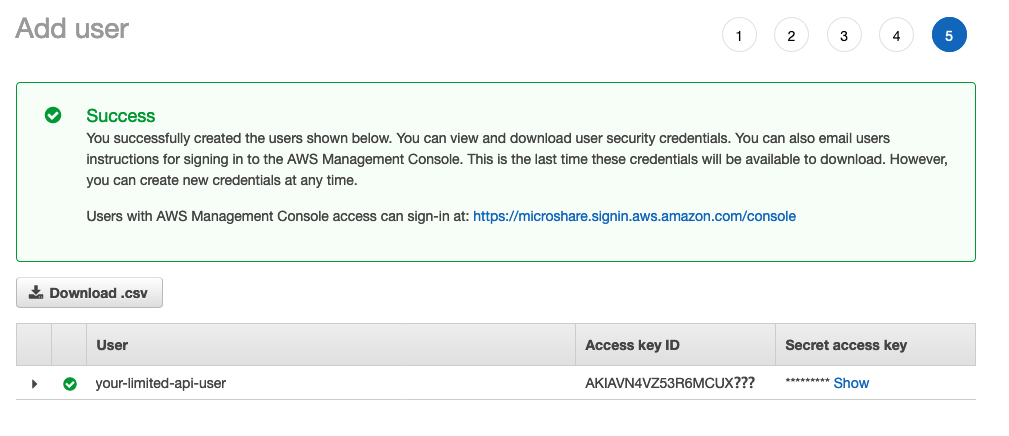 Add user
1 2 3 4 5
Success
You successfully created the users shown below. You can view and download user security credentials. You can also email users
instructions for signing in to the AWS Management Console. This is the last time these credentials will be available to download. However,
you can create new credentials at any time.
Users with AWS Management Console access can sign-in at: https://microshare.signin.aws.amazon.com/console
Download .csv
User Access key ID Secret access key
your-limited-api-user AKIAVN4VZ53R6MCUX??? ********* Show